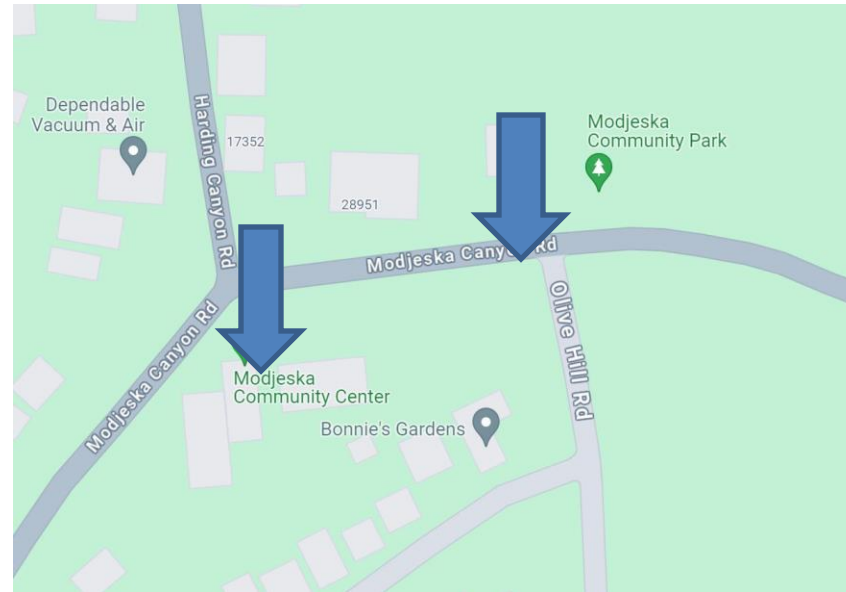 Dependable
Vacuum & Air
Harding Canyon Rd
17352
Modjeska
Community Park
28951
Modjeska Canyon Rd
Olive Hill Rd
Modjeska Canyon Rd
Modjeska
Community Center
Bonnie's Gardens